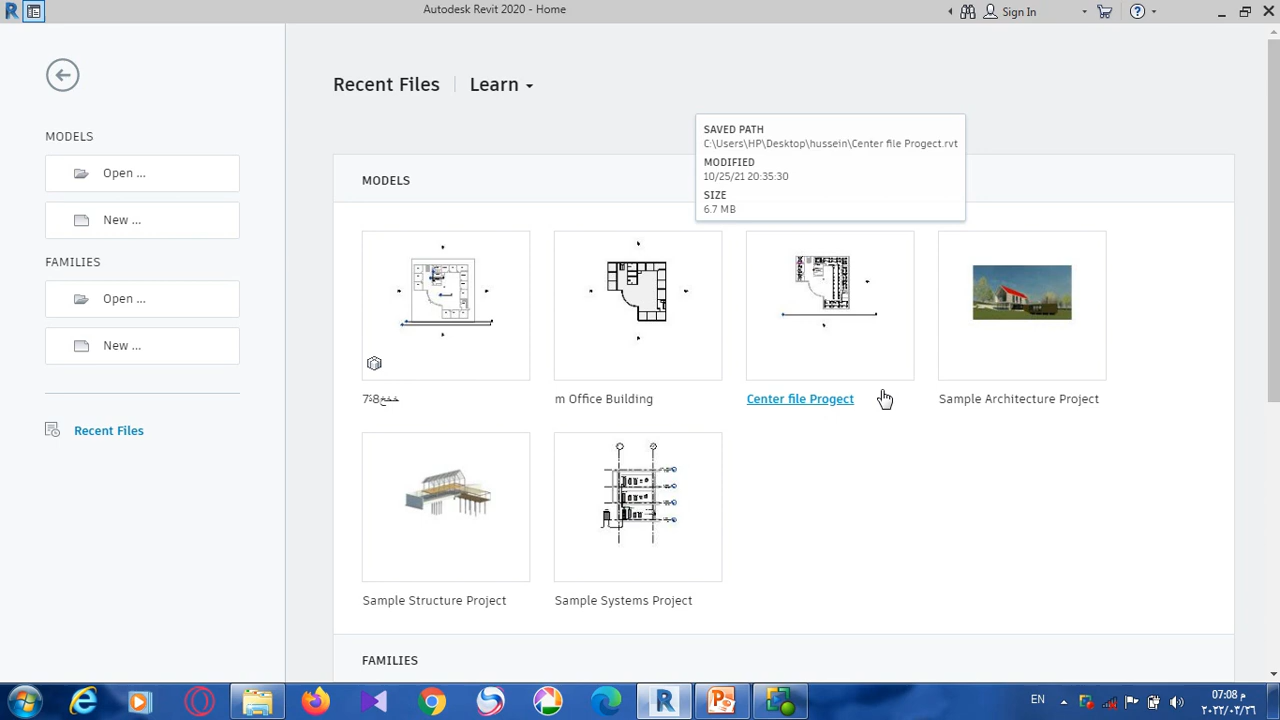 Autodesk Revit 2020 - Home
Sign In
Recent Files
Learn
MODELS
Open ...
New ...
FAMILIES
Open ...
New ...
Recent Files
SAVED PATH
C:\Users\HP\Desktop\hussein\Center file Progect.rvt
MODIFIED
10/25/21 20:35:30
SIZE
6.7 MB
MODELS
m Office Building
Center file Progect
Sample Architecture Project
Sample Structure Project
Sample Systems Project
FAMILIES
EN
07:08 م
٢٠٢٢/٠٣/٢٦